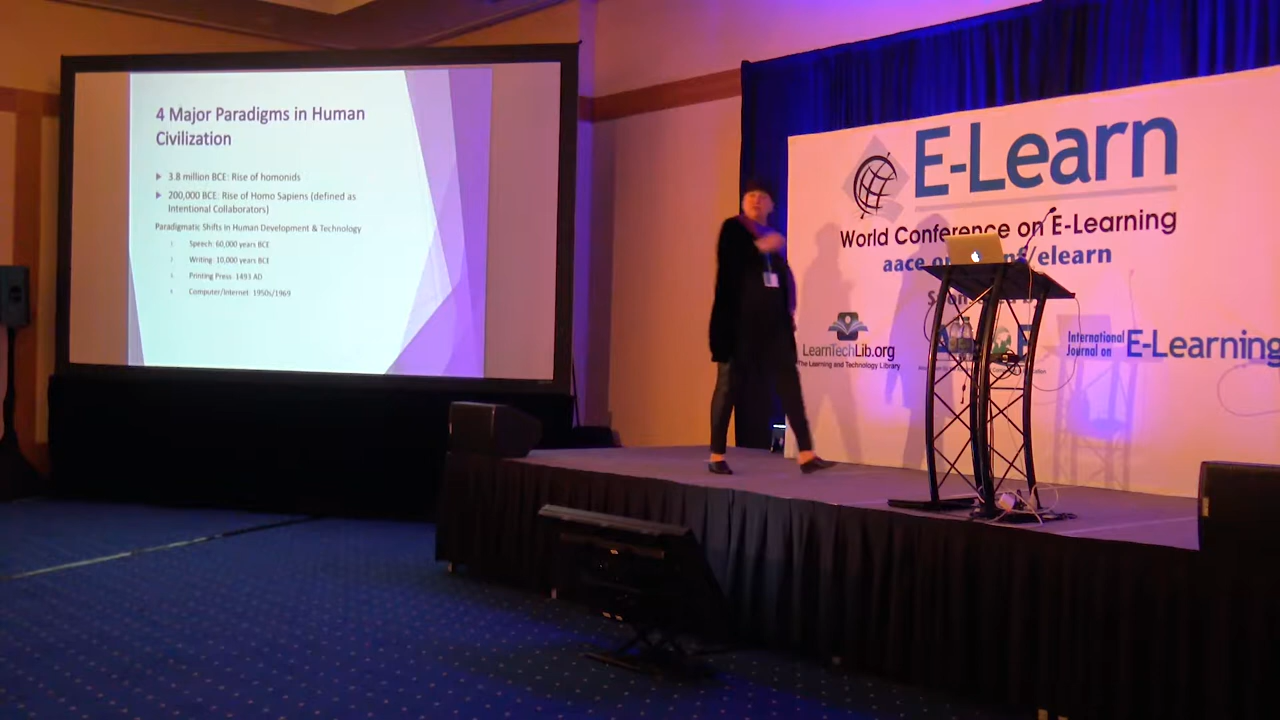 4 Major Paradigms in Human
Civilization
3.8 million BCE: Rise of homonids
200,000 BCE: Rise of Homo Sapiens (defined as
Intentional Collaborators)
Paradigmatic Shifts in Human Development & Technology
Speech: 60,000 years BCE
Writing: 10,000 years BCE
Printing Press: 1493 AD
Computer/Internet: 1950s/1969
E-Learn
World Conference on E-Learning
aace /elearn
LearnTechLib.org
The Learning and Technology Library
International
Journal on E-Learning